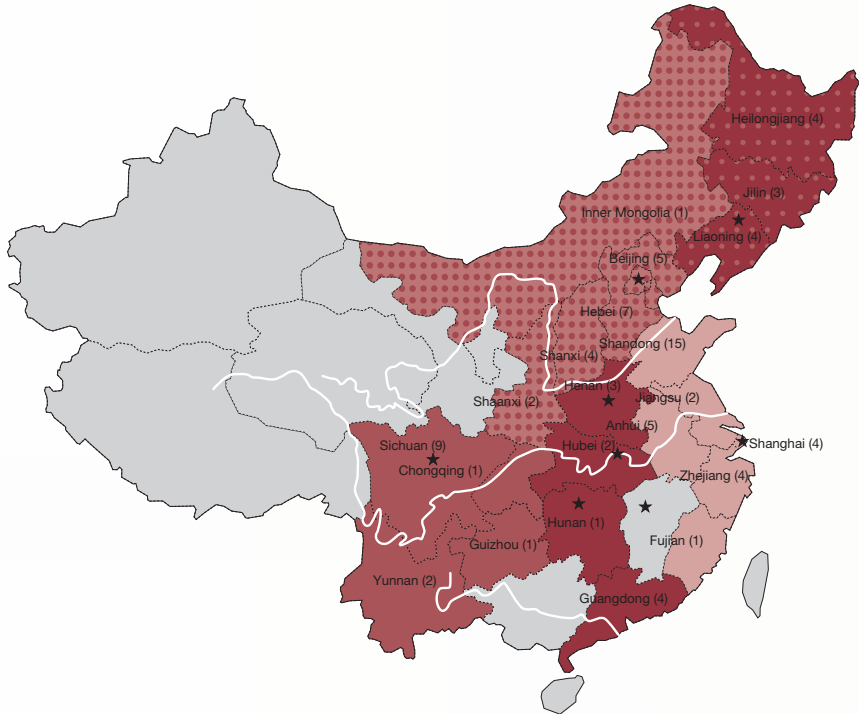 Heilongjiang (4)
Jilin (3)
Inner Mongolia (1)
Liaoning (4)
Beijing (5)
Hebei (7)
Shandong (15)
Shanxi (4)
Henan (3)
Jiangsu (2)
Shaanxi (2)
Anhui (5)
Sichuan (9)
Hubei (2)
Shanghai (4)
Chongqing (1)
Zhejiang (4)
Hunan (1)
Fujian (1)
Guizhou (1)
Yunnan (2)
Guangdong (4)